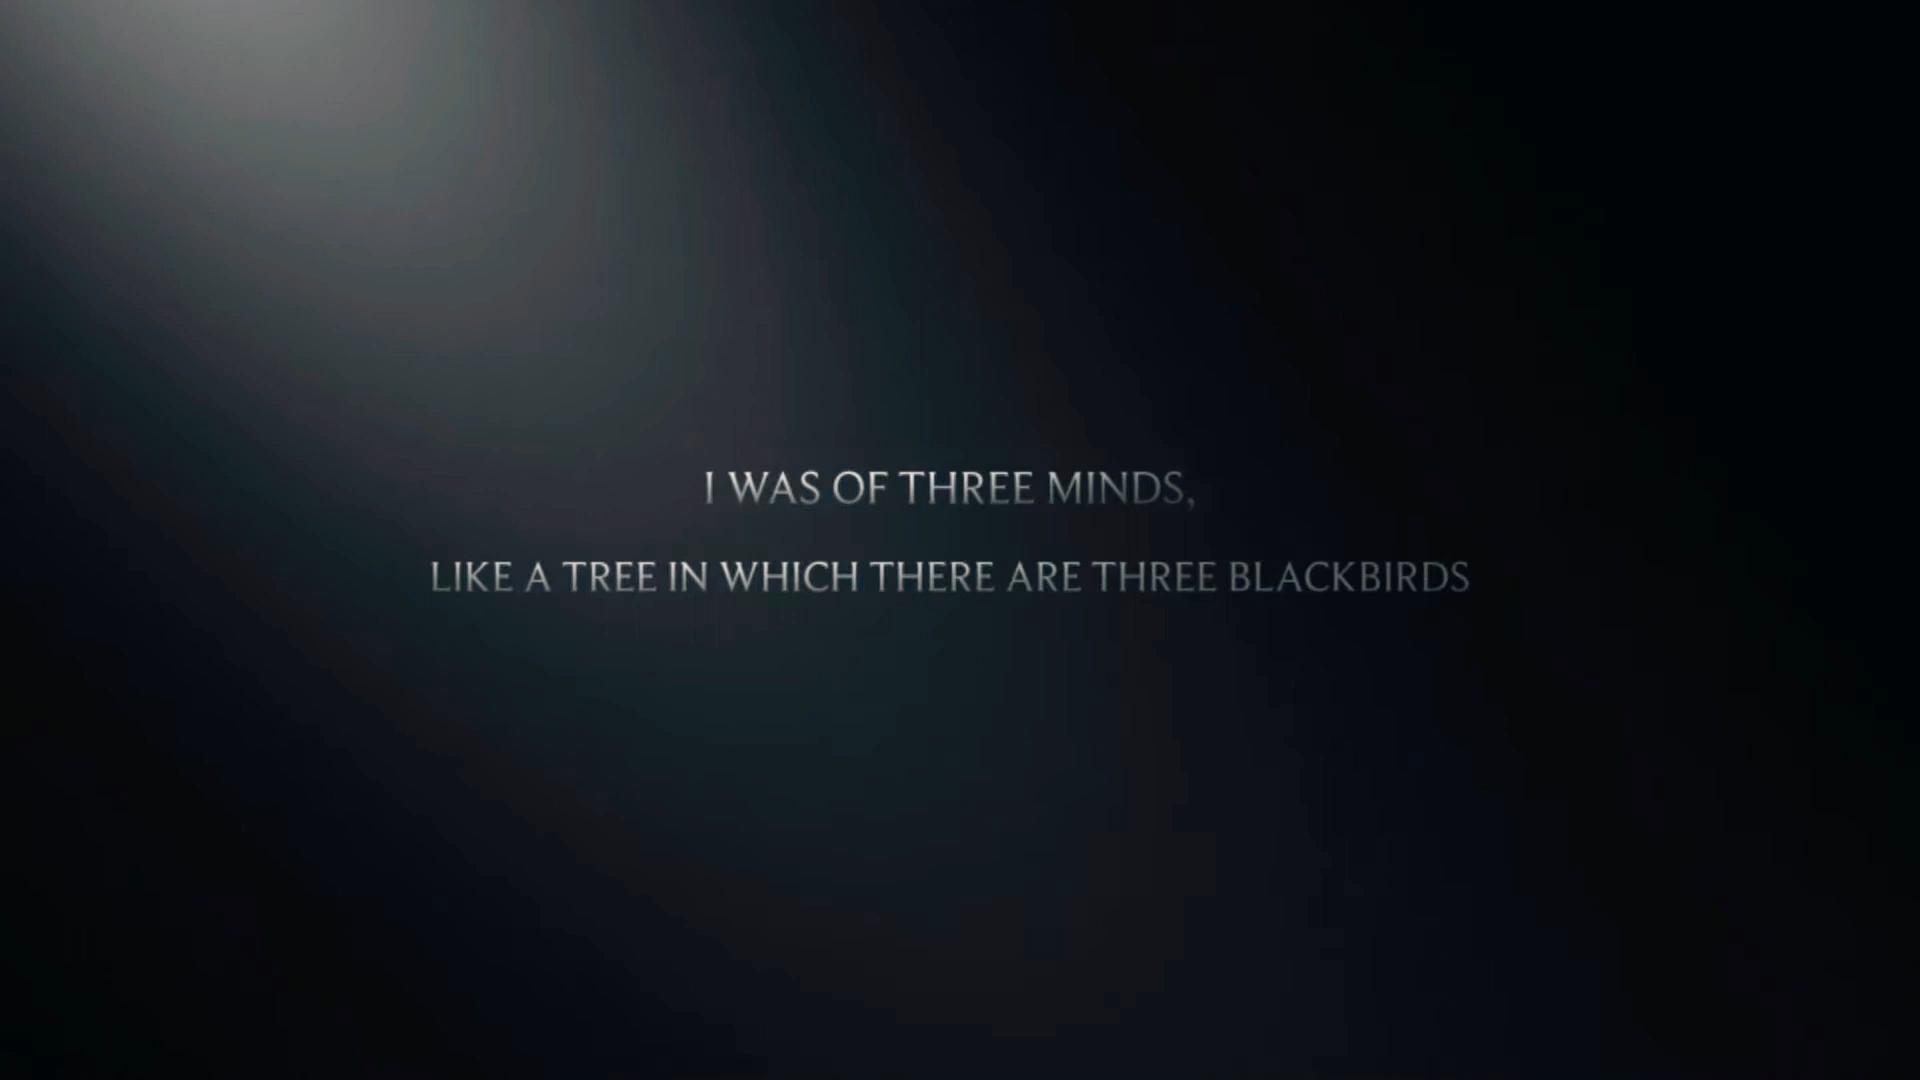 I WAS OF THREE MINDS,
LIKE A TREE IN WHICH THERE ARE THREE BLACKBIRDS